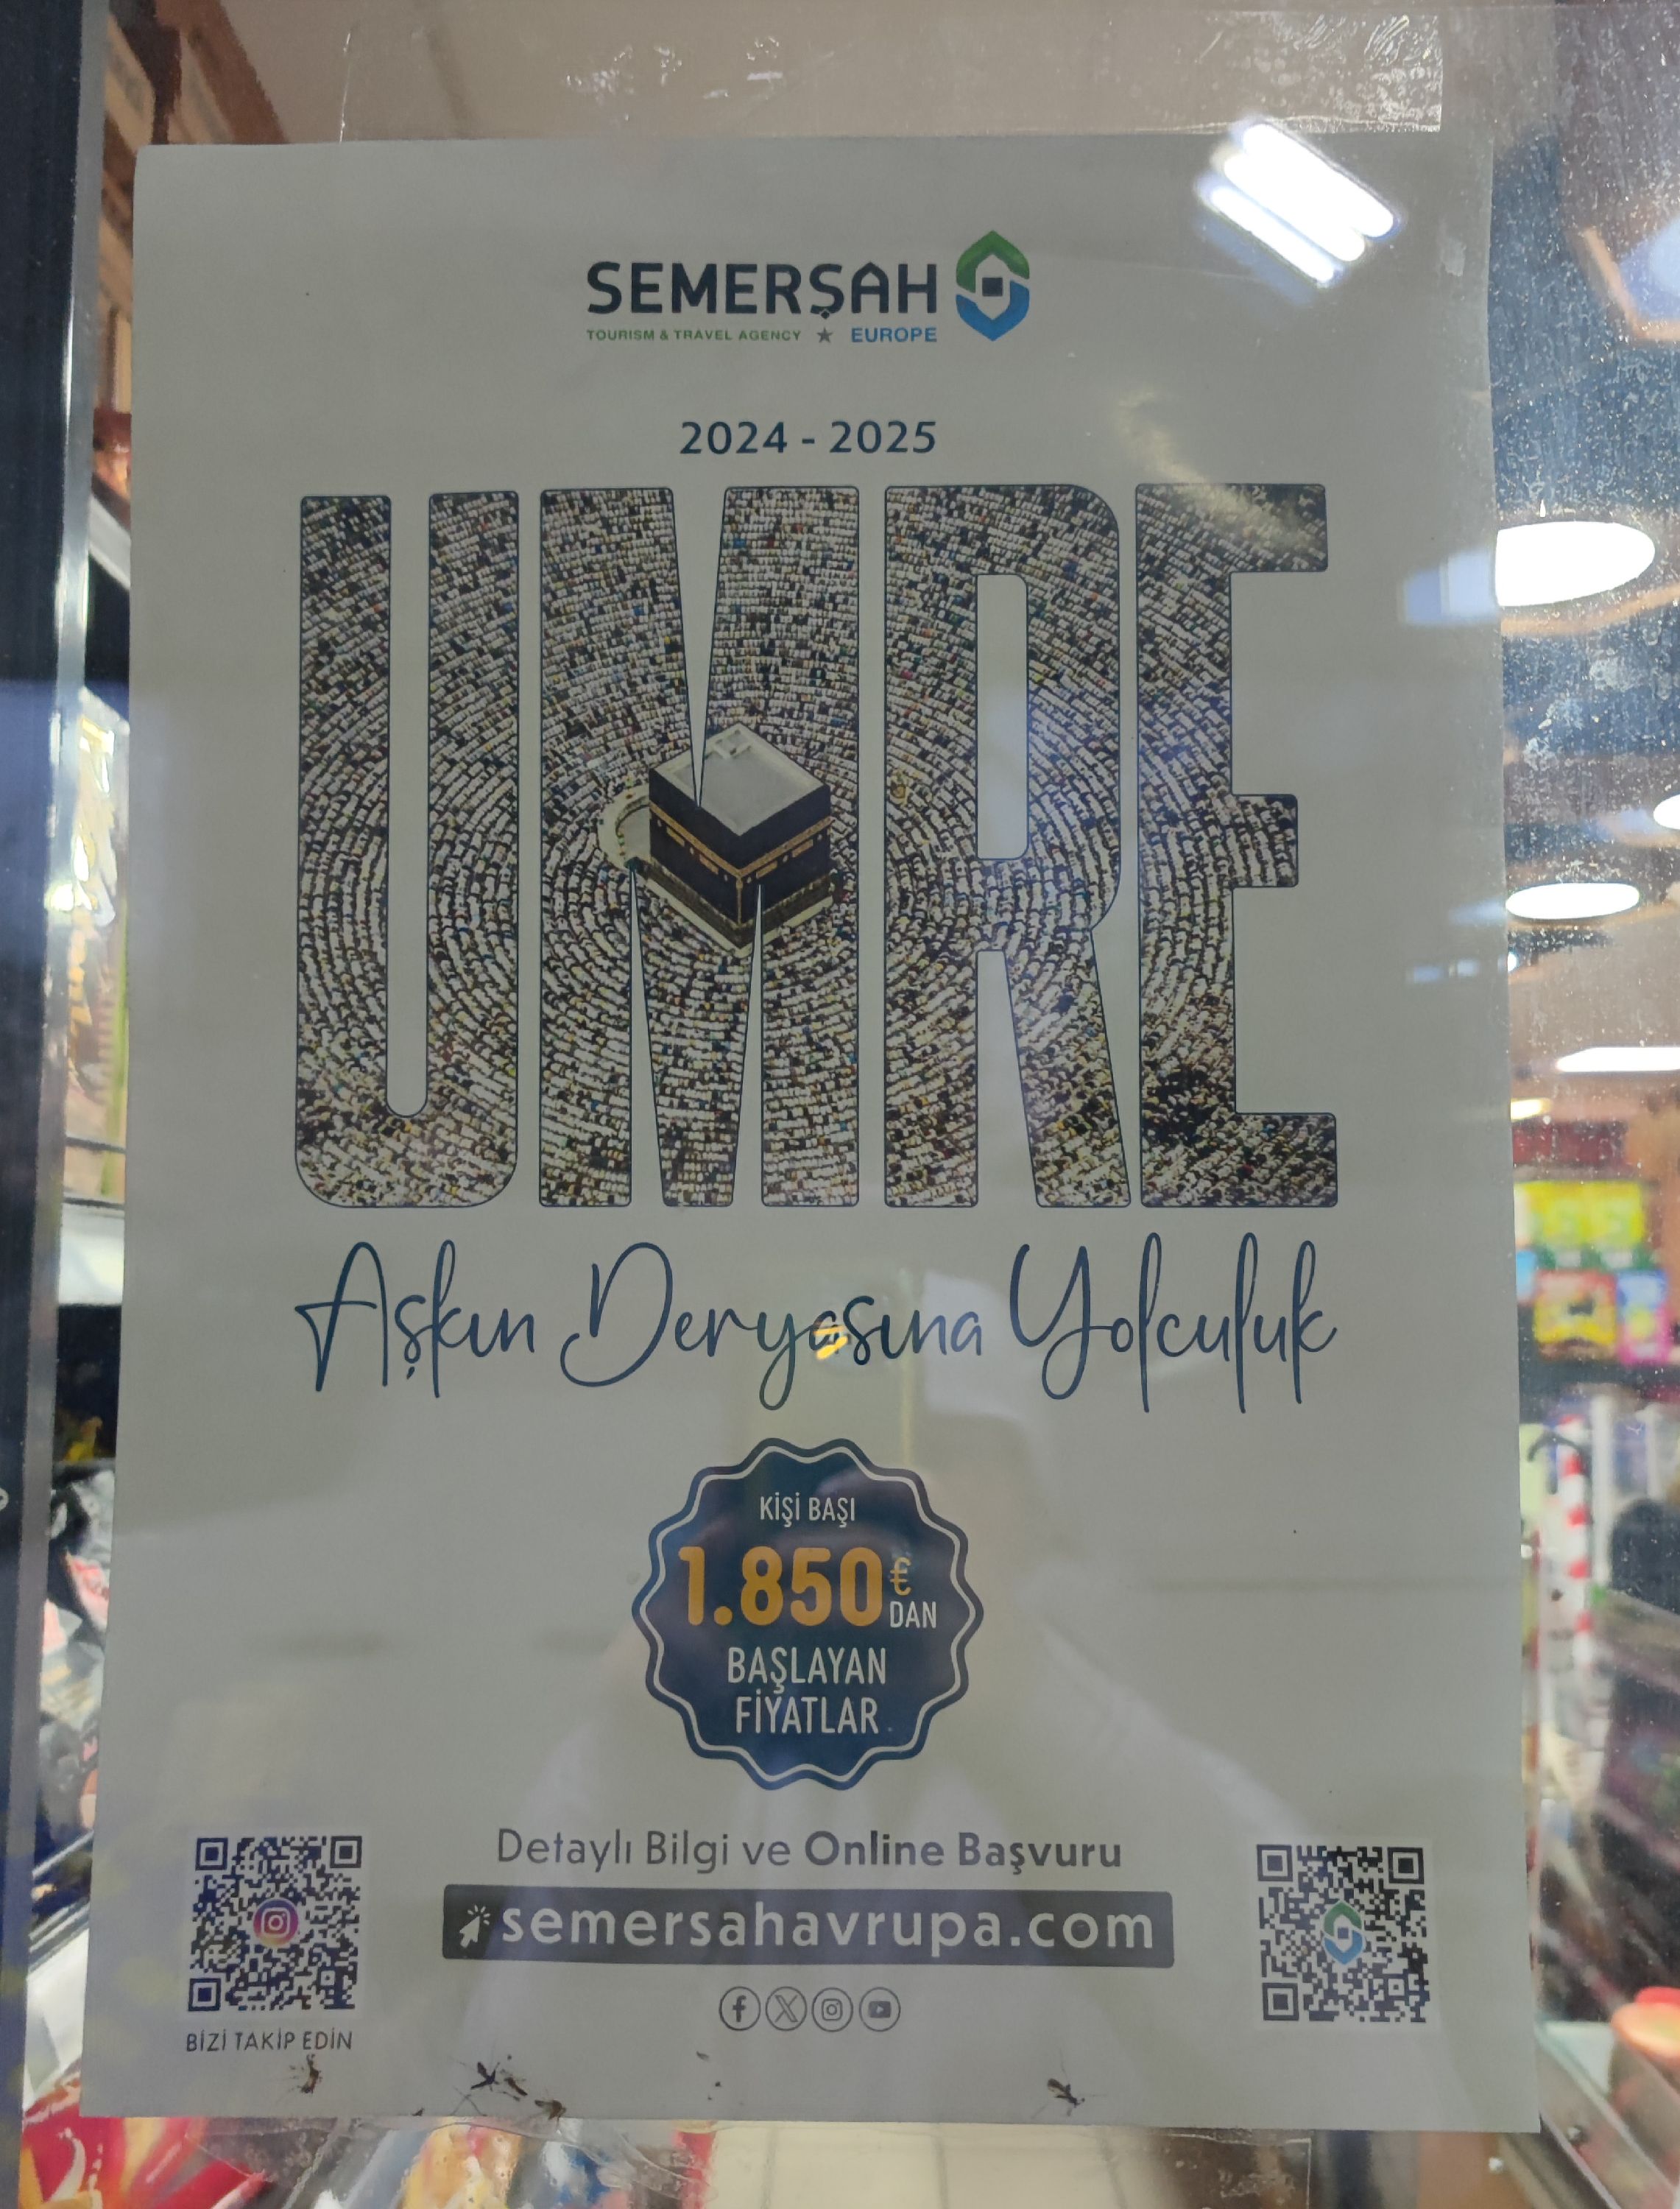 SEMERŞAH
TOURISM & TRAVEL AGENCY ★ EUROPE
2024 - 2025
UMRE
Aşkın Deryasına Yolculuk
KİŞİ BAŞI
1.850 €
DAN
BAŞLAYAN
FİYATLAR
Detaylı Bilgi ve Online Başvuru
semersahavrupa.com
BİZİ TAKİP EDİN